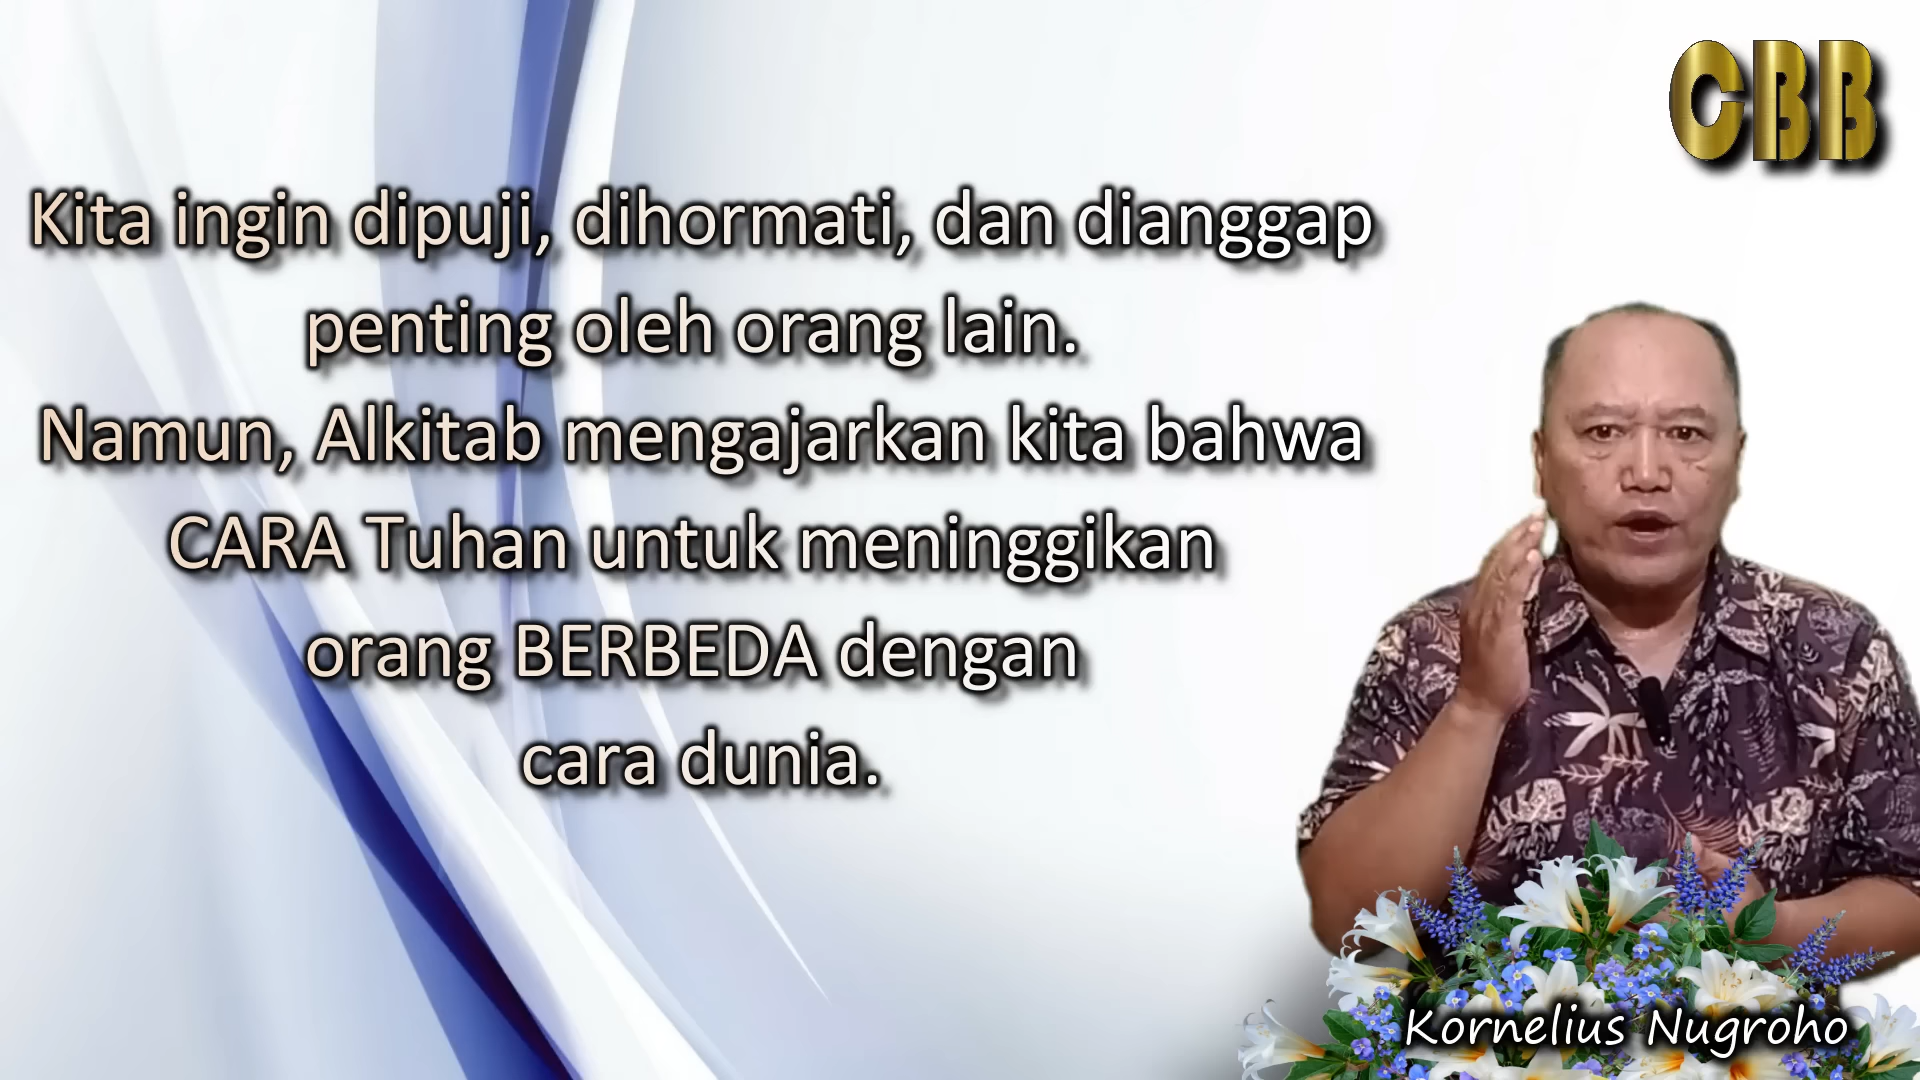 CBB
Kita ingin dipuji, dihormati, dan dianggap
penting oleh orang lain.
Namun, Alkitab mengajarkan kita bahwa
CARA Tuhan untuk meninggikan
orang BERBEDA dengan
cara dunia.
Kornelius Nugroho